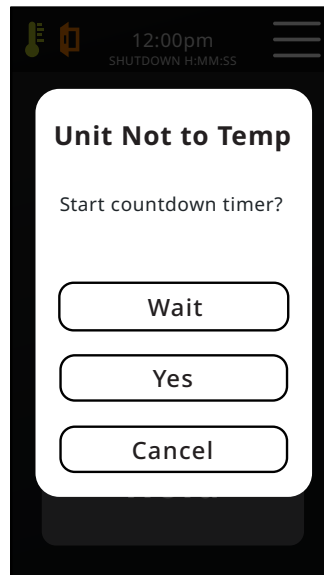 12:00pm
SHUTDOWN H:MM:SS
Unit Not to Temp
Start countdown timer?
Wait
Yes
Cancel